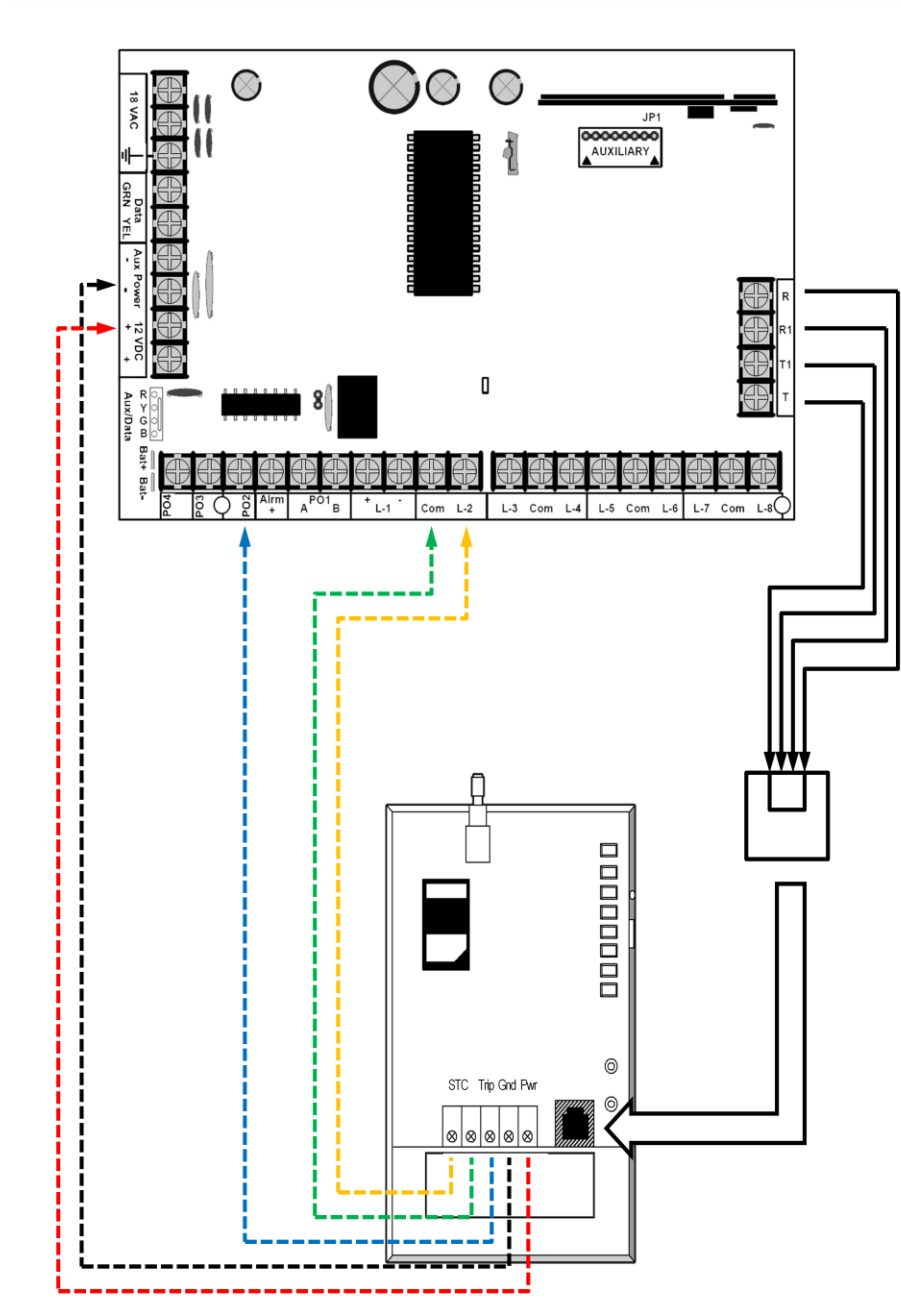 18 VAC
Data
GRN YEL
Aux Power
- -
12 VDC
+ +
Aux/Data
R
Y
G
B
Bat+ Bat-
JP1
AUXILIARY
R
R1
T1
T
PO4 PO3 PO2 Alrm + A PO1 B + L-1 - Com L-2 L-3 Com L-4 L-5 Com L-6 L-7 Com L-8
STC Trip Gnd Pwr